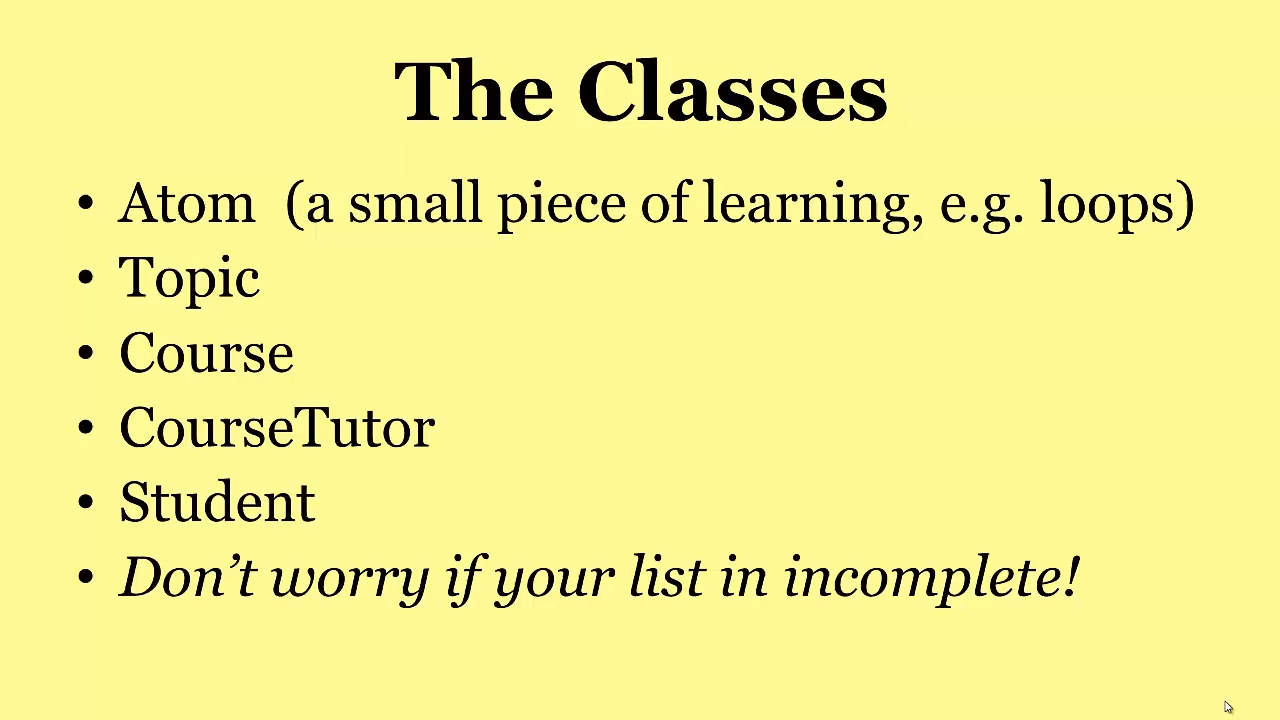 The Classes
• Atom  (a small piece of learning, e.g. loops)
• Topic
• Course
• CourseTutor
• Student
• Don’t worry if your list in incomplete!